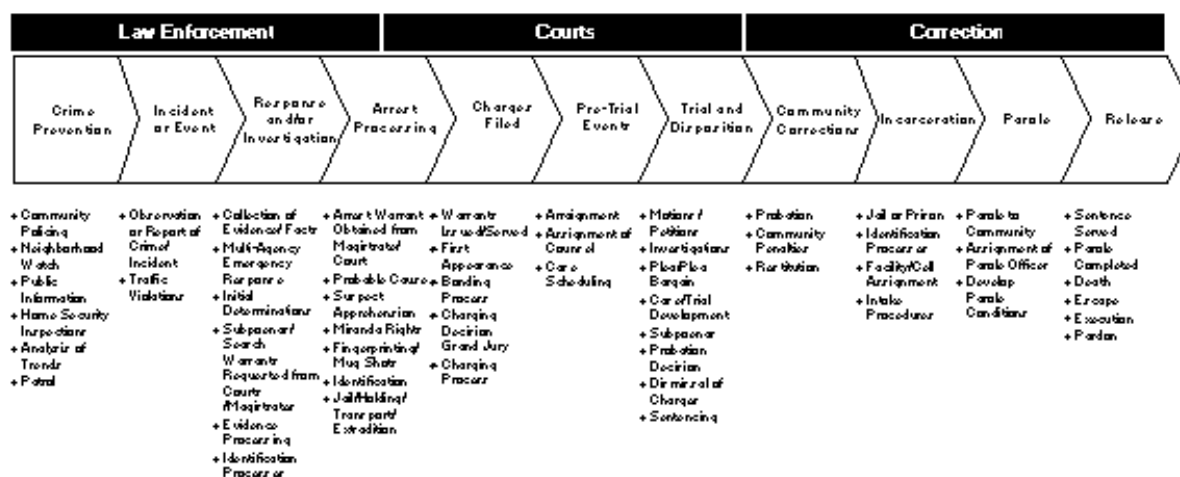 Law Enforcement
Courts
Correction
Crime
Prevention
Incident
or Event
Response
and/or
Investigation
Arrest
Processing
Charges
Filed
Pre-Trial
Events
Trial and
Disposition
Community
Corrections
Incarceration
Parole
Release
+ Community
Policing
+ Neighborhood
Watch
+ Public
Information
+ Home Security
Inspections
+ Analysis of
Trends
+ Patrol
+ Observation
or Report of
Crime/
Incident
+ Traffic
Violations
+ Collection of
Evidence/ Facts
+ Multi-Agency
Emergency
Response
+ Initial
Determinations
+ Subpoenas/
Search
Warrants
Requested from
Courts
/Magistrates
+ Evidence
Processing
+ Identification
Processes
+ Arrest Warrant
Obtained from
Magistrate/
Court
+ Probable Cause
+ Suspect
Apprehension
+ Miranda Rights
+ Fingerprinting/
Mug Shots
+ Identification
+ Jail/Holding/
Transport/
Extradition
+ Warrants
Issued/Served
+ First
Appearance
Bonding
Process
+ Charging
Decision
Grand Jury
+ Charging
Process
+ Arraignment
+ Assignment of
Counsel
+ Case
Scheduling
+ Motions/
Petitions
+ Investigations
+ Plea/Plea
Bargain
+ Case/Trial
Development
+ Subpoenas
+ Probation
Decision
+ Dismissal of
Charges
+ Sentencing
+ Probation
+ Community
Penalties
+ Restitution
+ Jail or Prison
+ Identification
Processes
+ Facility/Cell
Assignment
+ Intake
Procedures
+ Parole to
Community
+ Assignment of
Parole Officer
+ Develop
Parole
Conditions
+ Sentence
Served
+ Parole
Completed
+ Death
+ Escape
+ Execution
+ Pardon